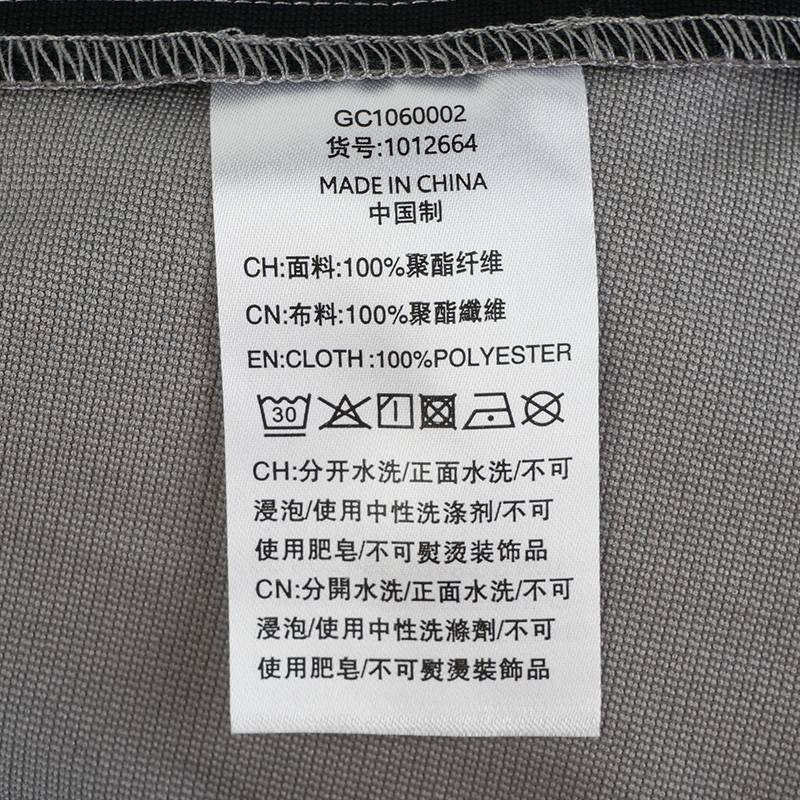 GC1060002
货号:1012664
MADE IN CHINA
中国制
CH:面料:100%聚酯纤维
CN:布料:100%聚酯纖維
EN:CLOTH:100%POLYESTER
30
CH:分开水洗/正面水洗/不可
浸泡/使用中性洗涤剂/不可
使用肥皂/不可熨烫装饰品
CN:分開水洗/正面水洗/不可
浸泡/使用中性洗滌劑/不可
使用肥皂/不可熨燙裝飾品